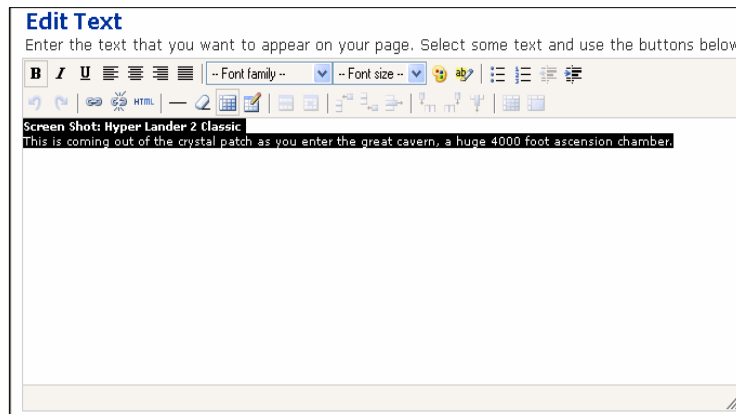 Edit Text
Enter the text that you want to appear on your page. Select some text and use the buttons below
B I U -- Font family -- -- Font size -- ab
HTML
Screen Shot: Hyper Lander 2 Classic
This is coming out of the crystal patch as you enter the great cavern, a huge 4000 foot ascension chamber.